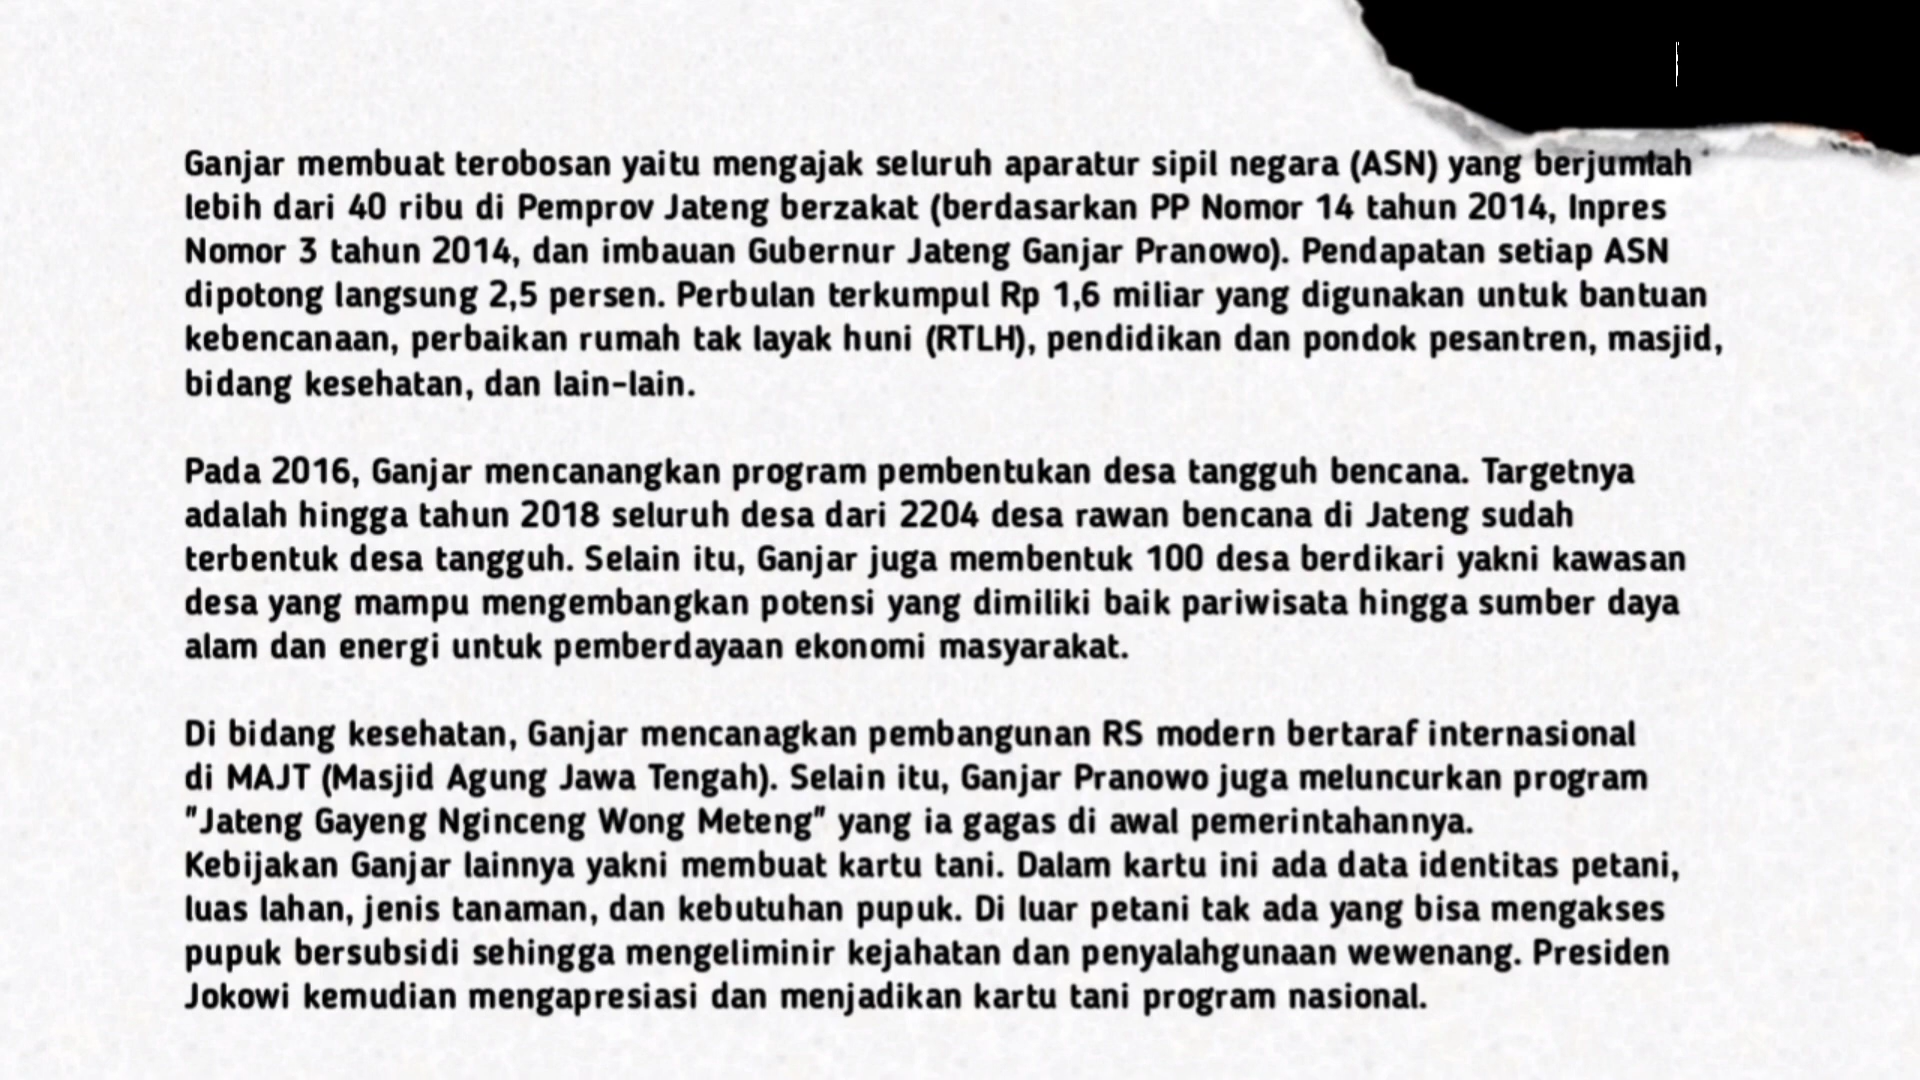 Ganjar membuat terobosan yaitu mengajak seluruh aparatur sipil negara (ASN) yang berjumlah
lebih dari 40 ribu di Pemprov Jateng berzakat (berdasarkan PP Nomor 14 tahun 2014, Inpres
Nomor 3 tahun 2014, dan imbauan Gubernur Jateng Ganjar Pranowo). Pendapatan setiap ASN
dipotong langsung 2,5 persen. Perbulan terkumpul Rp 1,6 miliar yang digunakan untuk bantuan
kebencanaan, perbaikan rumah tak layak huni (RTLH), pendidikan dan pondok pesantren, masjid,
bidang kesehatan, dan lain-lain.
Pada 2016, Ganjar mencanangkan program pembentukan desa tangguh bencana. Targetnya
adalah hingga tahun 2018 seluruh desa dari 2204 desa rawan bencana di Jateng sudah
terbentuk desa tangguh. Selain itu, Ganjar juga membentuk 100 desa berdikari yakni kawasan
desa yang mampu mengembangkan potensi yang dimiliki baik pariwisata hingga sumber daya
alam dan energi untuk pemberdayaan ekonomi masyarakat.
Di bidang kesehatan, Ganjar mencanagkan pembangunan RS modern bertaraf internasional
di MAJT (Masjid Agung Jawa Tengah). Selain itu, Ganjar Pranowo juga meluncurkan program
"Jateng Gayeng Nginceng Wong Meteng" yang ia gagas di awal pemerintahannya.
Kebijakan Ganjar lainnya yakni membuat kartu tani. Dalam kartu ini ada data identitas petani,
luas lahan, jenis tanaman, dan kebutuhan pupuk. Di luar petani tak ada yang bisa mengakses
pupuk bersubsidi sehingga mengeliminir kejahatan dan penyalahgunaan wewenang. Presiden
Jokowi kemudian mengapresiasi dan menjadikan kartu tani program nasional.